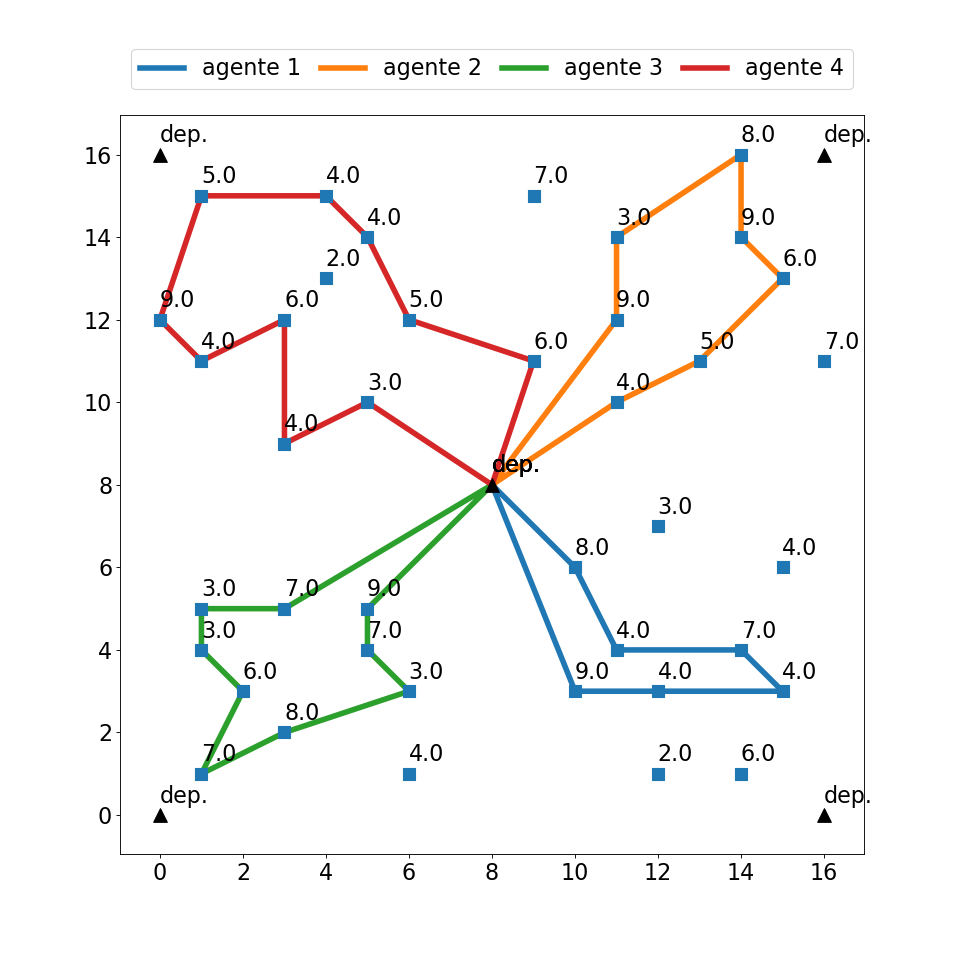 agente 1 agente 2 agente 3 agente 4
dep. 8.0 dep.
16
5.0 4.0 7.0
4.0 3.0 9.0
14
2.0 6.0
9.0 6.0 5.0 9.0
12
4.0 6.0 5.0 7.0
3.0 4.0
10
4.0
dep. dep.
8
3.0
8.0 4.0
6
3.0 7.0 9.0
3.0 7.0 4.0 7.0
4
6.0 3.0 9.0 4.0 4.0
8.0
2
7.0 4.0 2.0 6.0
dep. dep.
0
0 2 4 6 8 10 12 14 16